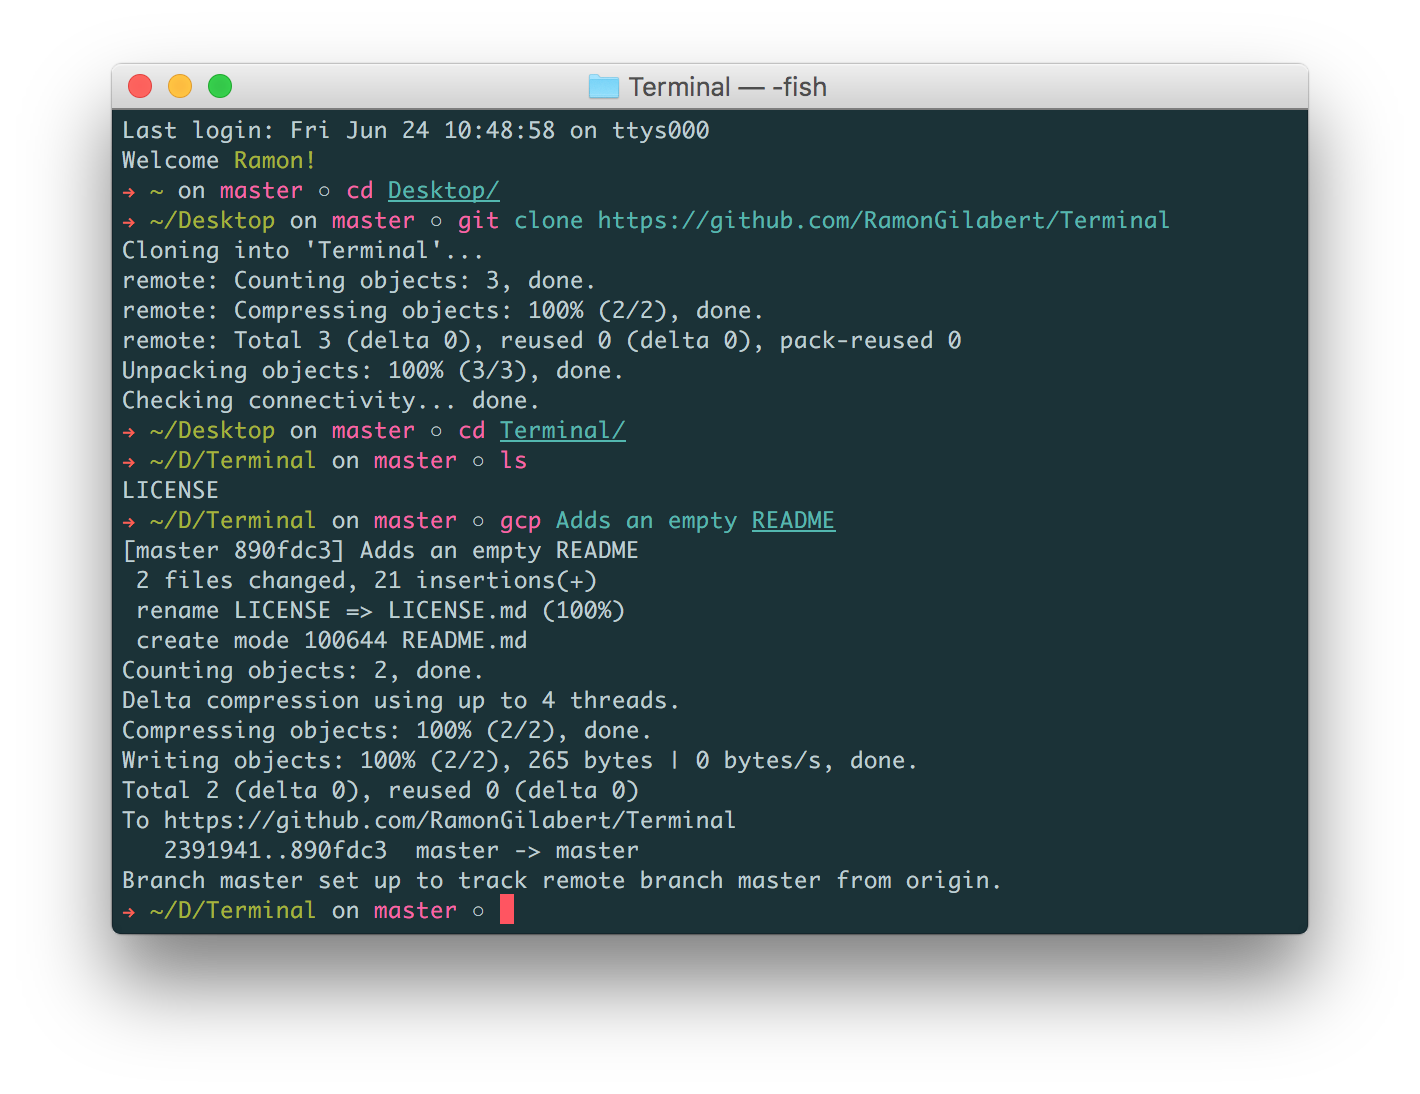 Terminal — -fish
Last login: Fri Jun 24 10:48:58 on ttys000
Welcome Ramon!
→ ~ on master ○ cd Desktop/
→ ~/Desktop on master ○ git clone https://github.com/RamonGilabert/Terminal
Cloning into 'Terminal'...
remote: Counting objects: 3, done.
remote: Compressing objects: 100% (2/2), done.
remote: Total 3 (delta 0), reused 0 (delta 0), pack-reused 0
Unpacking objects: 100% (3/3), done.
Checking connectivity... done.
→ ~/Desktop on master ○ cd Terminal/
→ ~/D/Terminal on master ○ ls
LICENSE
→ ~/D/Terminal on master ○ gcp Adds an empty README
[master 890fdc3] Adds an empty README
 2 files changed, 21 insertions(+)
 rename LICENSE => LICENSE.md (100%)
 create mode 100644 README.md
Counting objects: 2, done.
Delta compression using up to 4 threads.
Compressing objects: 100% (2/2), done.
Writing objects: 100% (2/2), 265 bytes | 0 bytes/s, done.
Total 2 (delta 0), reused 0 (delta 0)
To https://github.com/RamonGilabert/Terminal
   2391941..890fdc3  master -> master
Branch master set up to track remote branch master from origin.
→ ~/D/Terminal on master ○